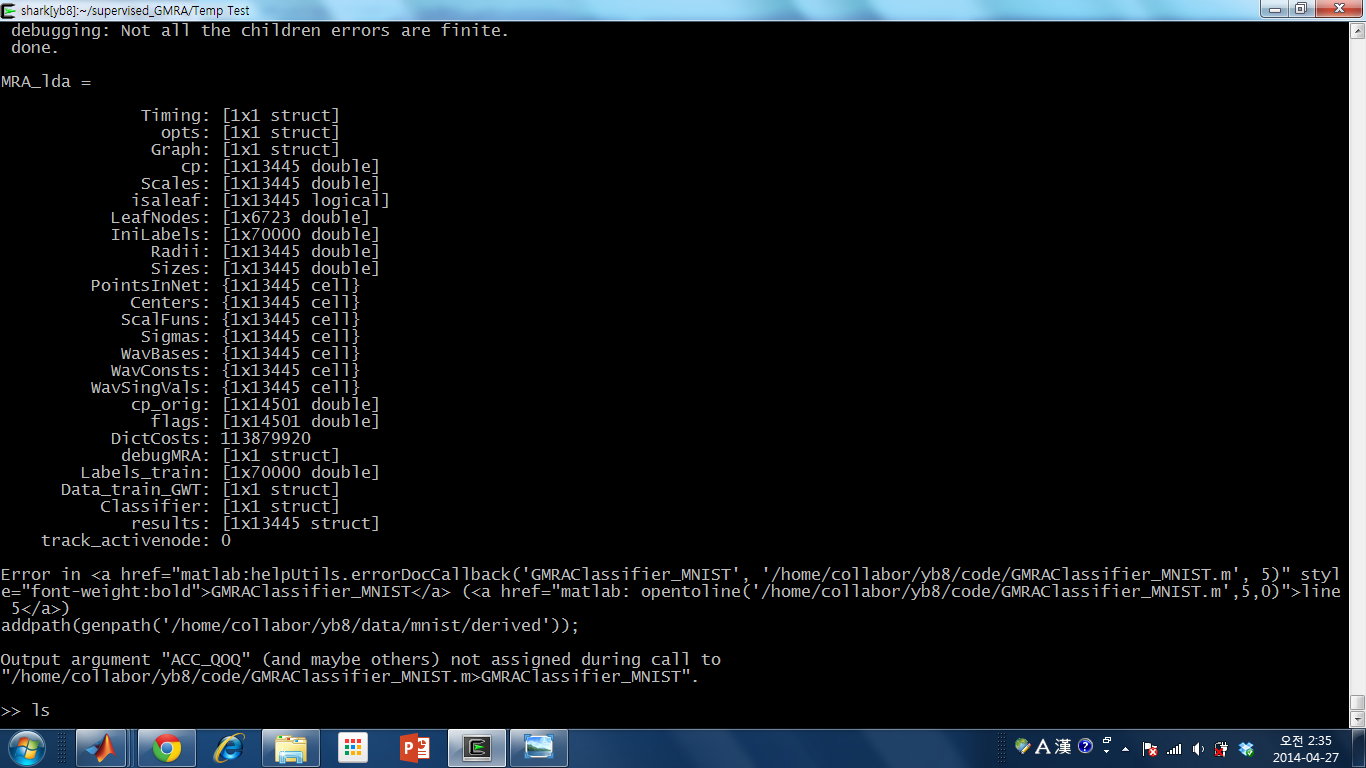 shark[yb8]:~/supervised_GMRA/Temp Test
debugging: Not all the children errors are finite.
done.
MRA_lda =
Timing: [1x1 struct]
opts: [1x1 struct]
Graph: [1x1 struct]
cp: [1x13445 double]
Scales: [1x13445 double]
isaleaf: [1x13445 logical]
LeafNodes: [1x6723 double]
IniLabels: [1x70000 double]
Radii: [1x13445 double]
Sizes: [1x13445 double]
PointsInNet: {1x13445 cell}
Centers: {1x13445 cell}
ScalFuns: {1x13445 cell}
Sigmas: {1x13445 cell}
WavBases: {1x13445 cell}
WavConsts: {1x13445 cell}
WavSingVals: {1x13445 cell}
cp_orig: [1x14501 double]
flags: [1x14501 double]
DictCosts: 113879920
debugMRA: [1x1 struct]
Labels_train: [1x70000 double]
Data_train_GWT: [1x1 struct]
Classifier: [1x1 struct]
results: [1x13445 struct]
track_activenode: 0
Error in <a href="matlab:helpUtils.errorDocCallback('GMRAClassifier_MNIST', '/home/collabor/yb8/code/GMRAClassifier_MNIST.m', 5)" styl
e="font-weight:bold">GMRAClassifier_MNIST</a> (<a href="matlab: opentoline('/home/collabor/yb8/code/GMRAClassifier_MNIST.m',5,0)">line
5</a>)
addpath(genpath('/home/collabor/yb8/data/mnist/derived'));
Output argument "ACC_QOQ" (and maybe others) not assigned during call to
"/home/collabor/yb8/code/GMRAClassifier_MNIST.m>GMRAClassifier_MNIST".
>> ls
A 漢
오전 2:35
2014-04-27